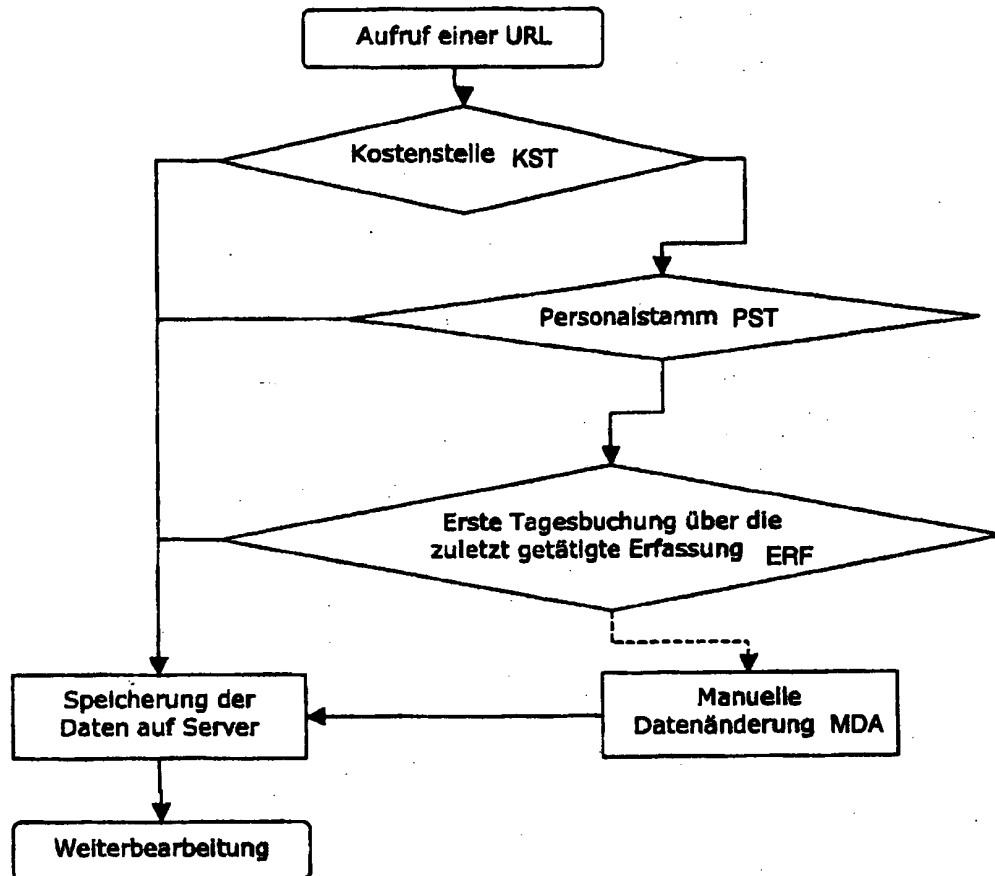 Aufruf einer URL
Kostenstelle KST
Personalstamm PST
Erste Tagesbuchung über die
zuletzt getätigte Erfassung ERF
Speicherung der
Daten auf Server
Manuelle
Datenänderung MDA
Weiterbearbeitung